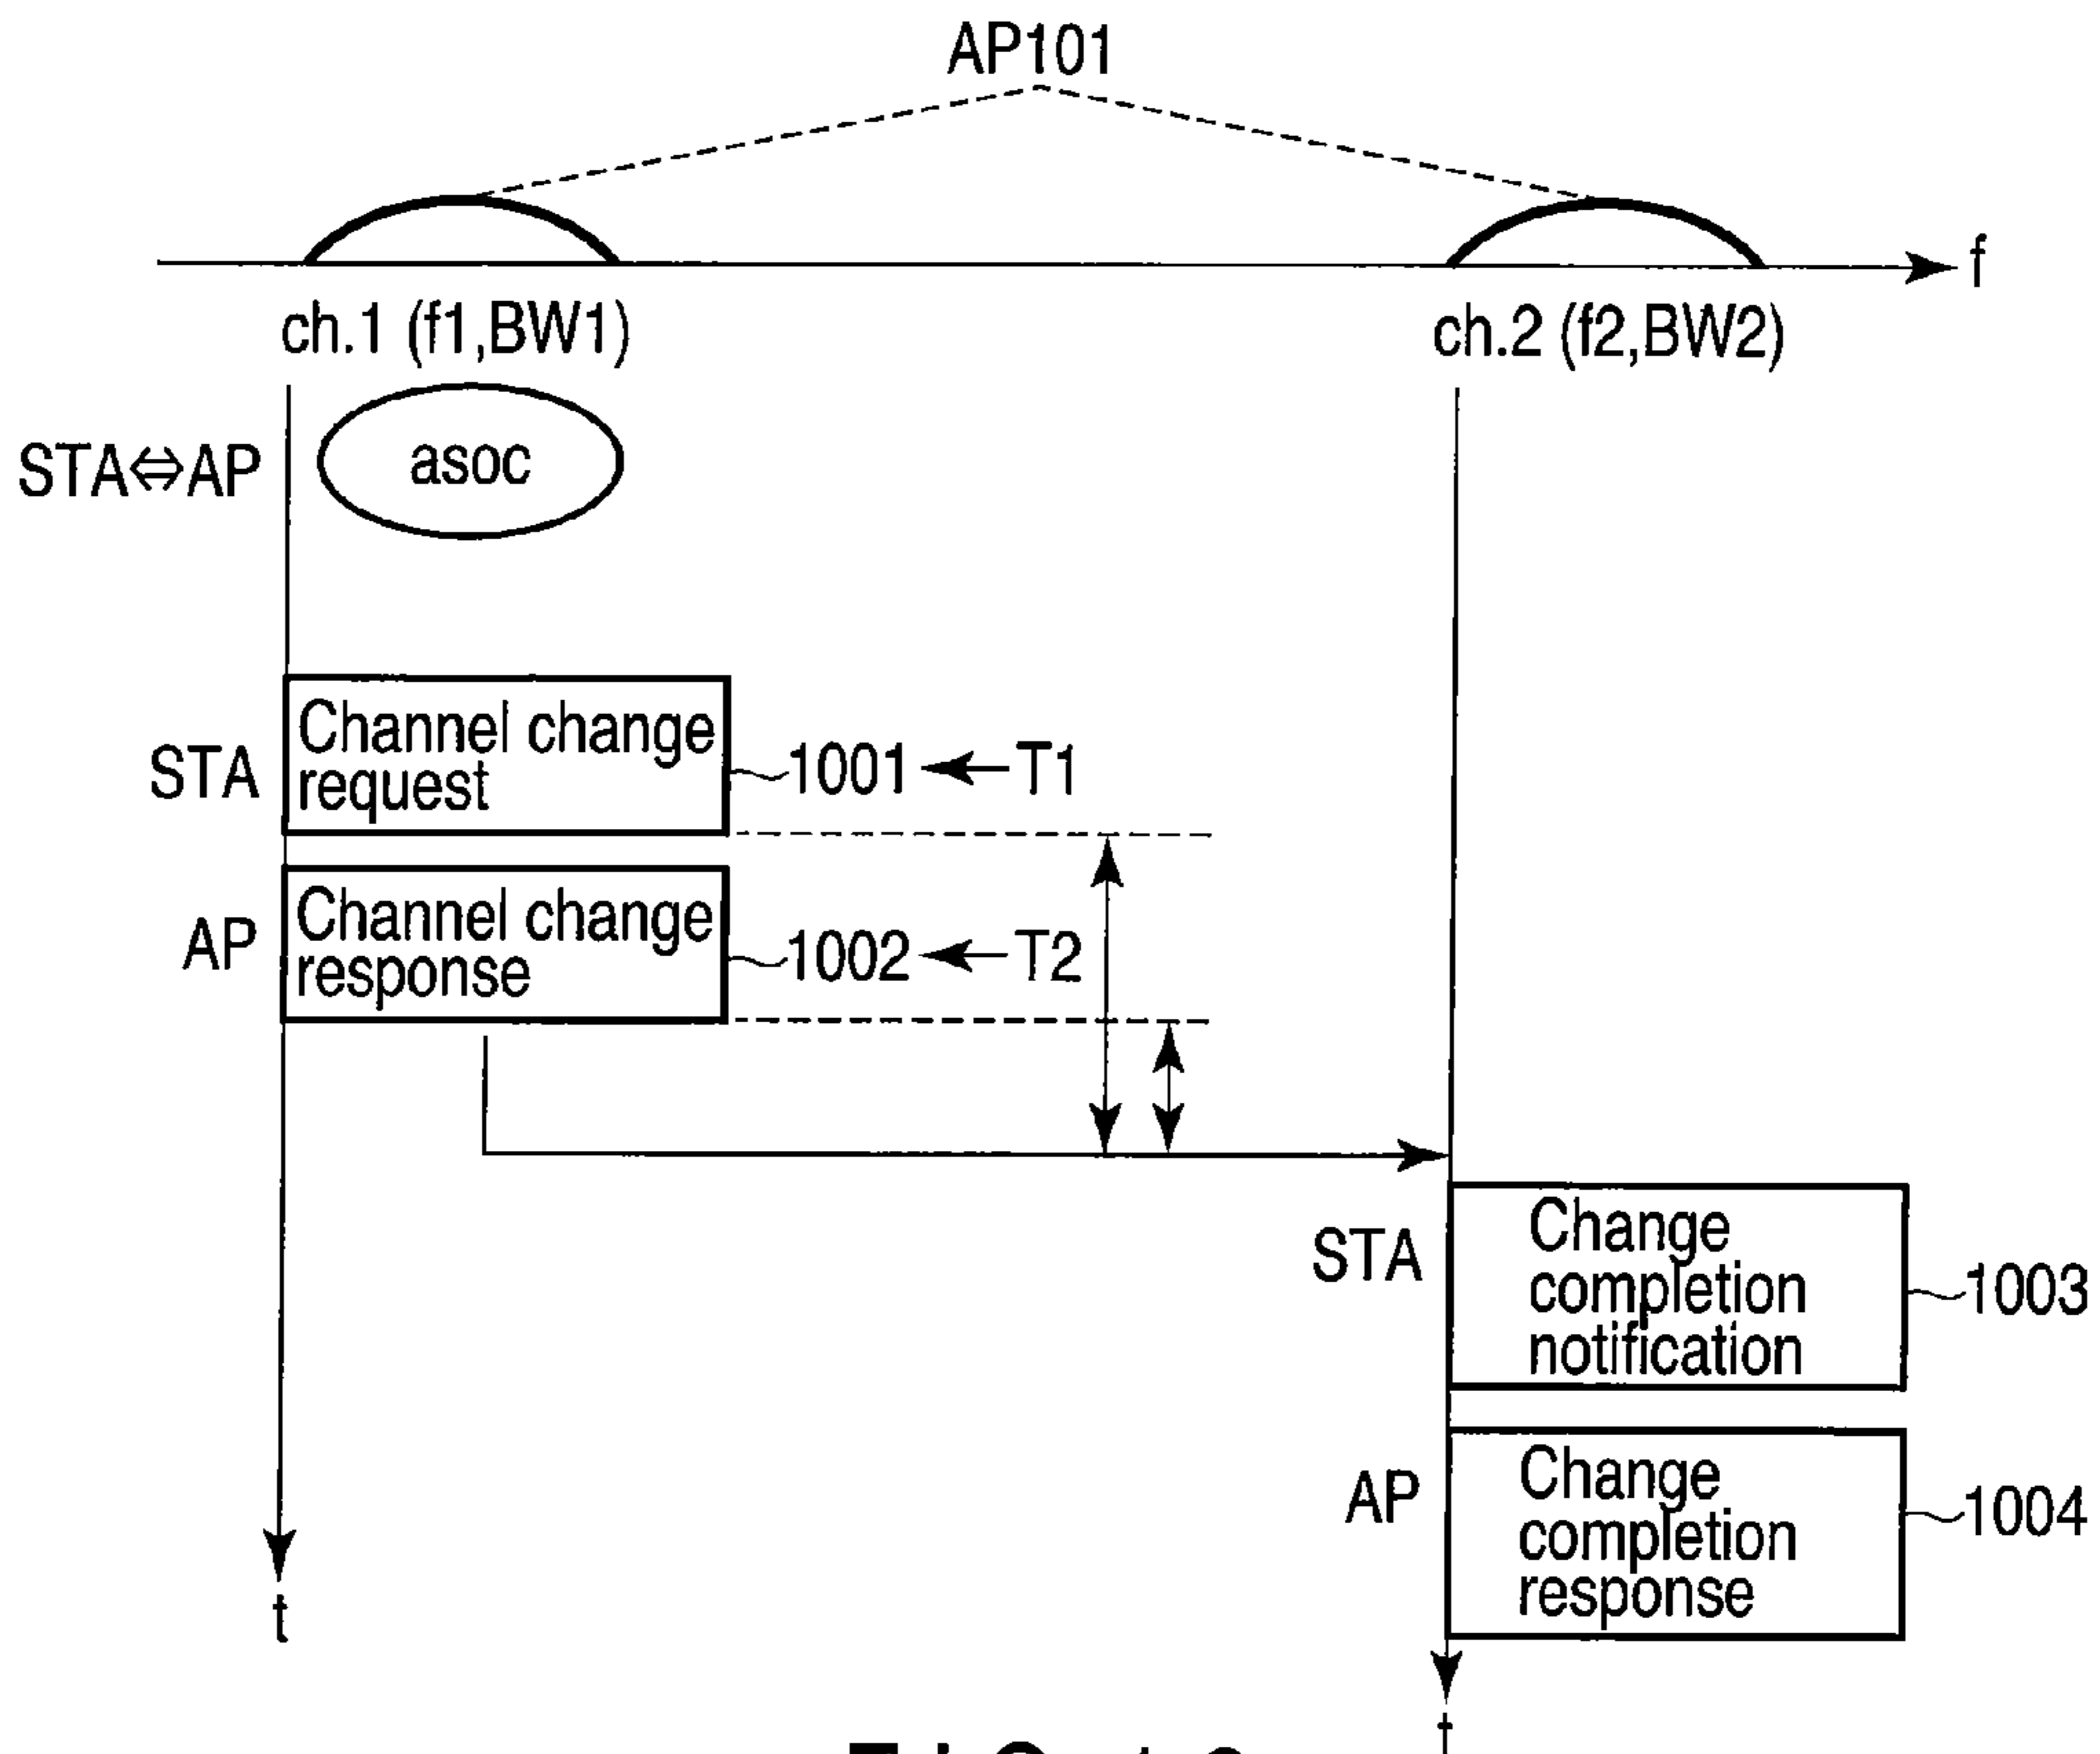 AP101
f
ch.1 (f1,BW1)
ch.2 (f2,BW2)
STA⇔AP
asoc
STA
Channel change
request
1001 ← T1
AP
Channel change
response
1002 ← T2
STA
Change
completion
notification
1003
AP
Change
completion
response
1004
t
t